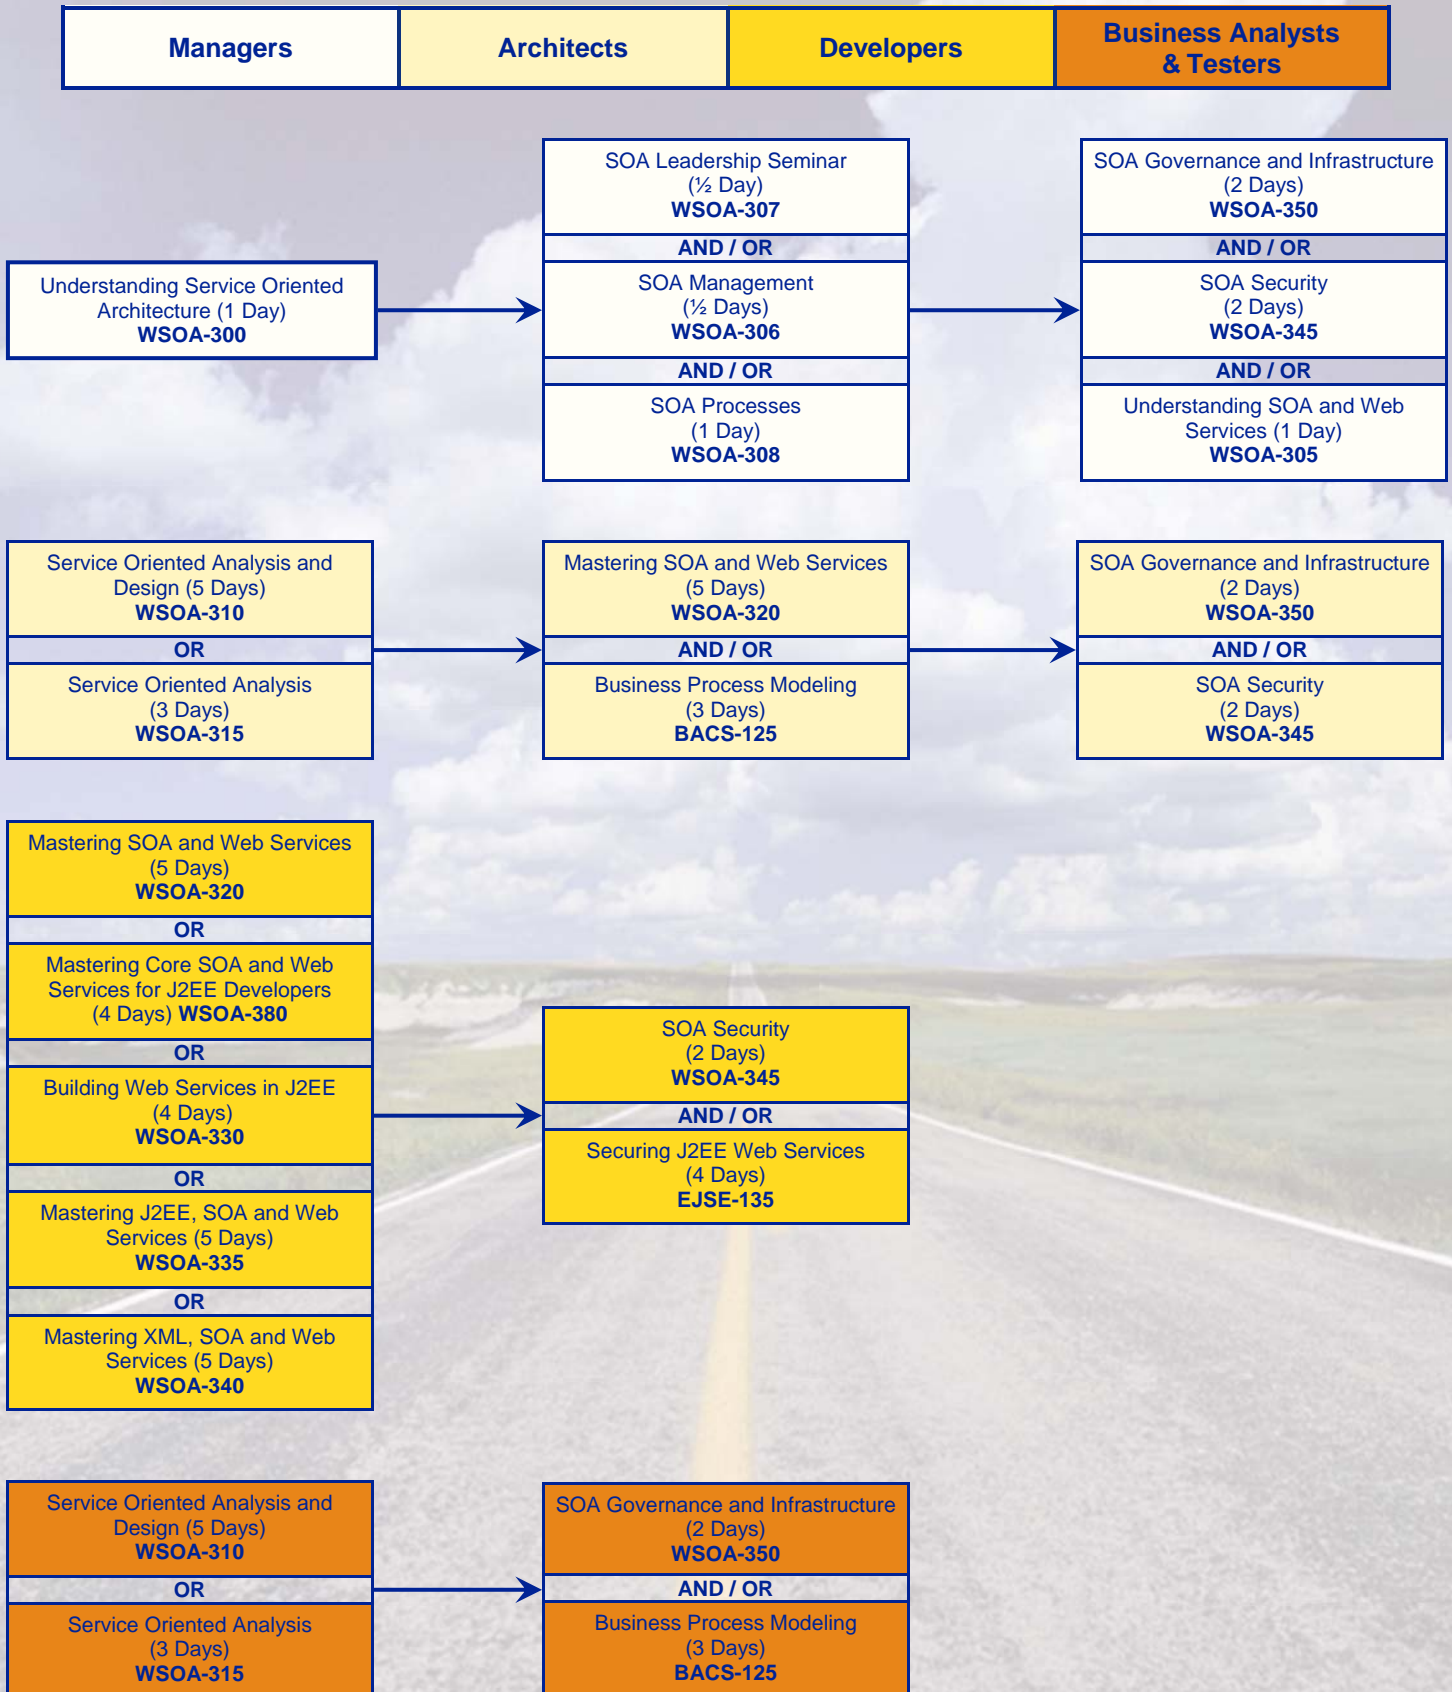 Managers
Architects
Developers
Business Analysts
& Testers
Understanding Service Oriented
Architecture (1 Day)
WSOA-300
SOA Leadership Seminar
(½ Day)
WSOA-307
AND / OR
SOA Management
(½ Days)
WSOA-306
AND / OR
SOA Processes
(1 Day)
WSOA-308
SOA Governance and Infrastructure
(2 Days)
WSOA-350
AND / OR
SOA Security
(2 Days)
WSOA-345
AND / OR
Understanding SOA and Web
Services (1 Day)
WSOA-305
Service Oriented Analysis and
Design (5 Days)
WSOA-310
OR
Service Oriented Analysis
(3 Days)
WSOA-315
Mastering SOA and Web Services
(5 Days)
WSOA-320
AND / OR
Business Process Modeling
(3 Days)
BACS-125
SOA Governance and Infrastructure
(2 Days)
WSOA-350
AND / OR
SOA Security
(2 Days)
WSOA-345
Mastering SOA and Web Services
(5 Days)
WSOA-320
OR
Mastering Core SOA and Web
Services for J2EE Developers
(4 Days) WSOA-380
OR
Building Web Services in J2EE
(4 Days)
WSOA-330
OR
Mastering J2EE, SOA and Web
Services (5 Days)
WSOA-335
OR
Mastering XML, SOA and Web
Services (5 Days)
WSOA-340
SOA Security
(2 Days)
WSOA-345
AND / OR
Securing J2EE Web Services
(4 Days)
EJSE-135
Service Oriented Analysis and
Design (5 Days)
WSOA-310
OR
Service Oriented Analysis
(3 Days)
WSOA-315
SOA Governance and Infrastructure
(2 Days)
WSOA-350
AND / OR
Business Process Modeling
(3 Days)
BACS-125